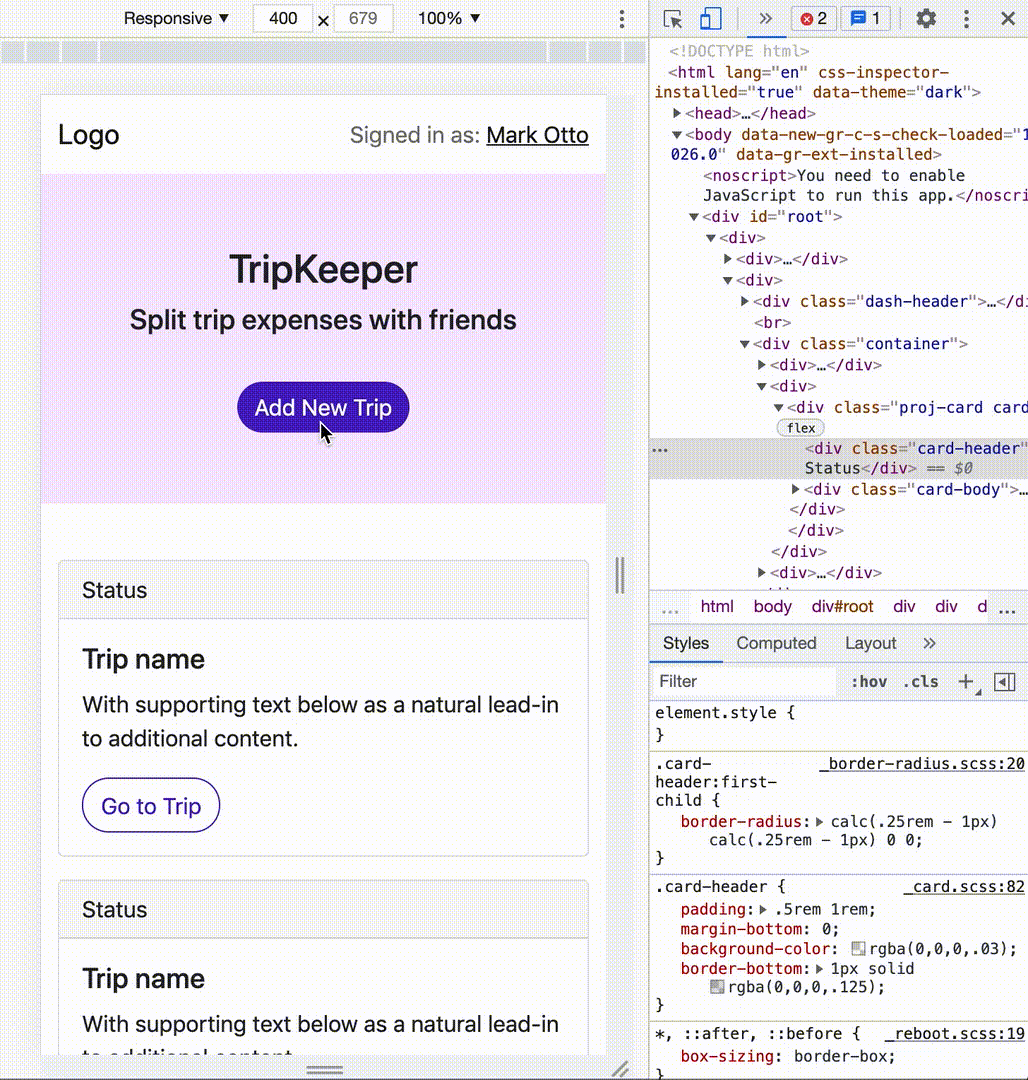 Responsive ▼ 400 × 679 100% ▼
» 2 1
Logo Signed in as: Mark Otto
TripKeeper
Split trip expenses with friends
Add New Trip
Status
Trip name
With supporting text below as a natural lead-in
to additional content.
Go to Trip
Status
Trip name
With supporting text below as a natural lead-in
to additional content.
<!DOCTYPE html>
<html lang="en" css-inspector-
installed="true" data-theme="dark">
▶<head>…</head>
▼<body data-new-gr-c-s-check-loaded="1
026.0" data-gr-ext-installed>
<noscript>You need to enable
JavaScript to run this app.</noscri
▼<div id="root">
▼<div>
▶<div>…</div>
▼<div>
▶<div class="dash-header">…</di
<br>
▼<div class="container">
▶<div>…</div>
▼<div>
▼<div class="proj-card card
flex
… <div class="card-header"
Status</div> == $0
▶<div class="card-body">…
</div>
</div>
</div>
▶<div>…</div>
… html body div#root div div d …
Styles Computed Layout »
Filter :hov .cls +
element.style {
}
.card- _border-radius.scss:20
header:first-
child {
border-radius:▶ calc(.25rem − 1px)
calc(.25rem − 1px) 0 0;
}
.card-header { _card.scss:82
padding:▶ .5rem 1rem;
margin-bottom: 0;
background-color: rgba(0,0,0,.03);
border-bottom:▶ 1px solid
rgba(0,0,0,.125);
}
*, ::after, ::before { _reboot.scss:19
box-sizing: border-box;
}